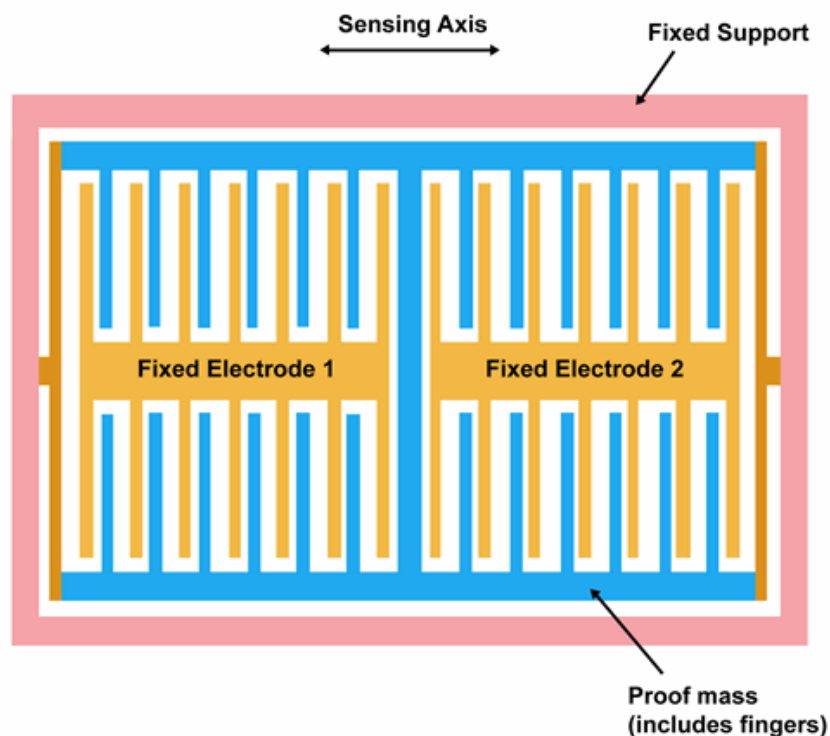 Sensing Axis
Fixed Support
Fixed Electrode 1
Fixed Electrode 2
Proof mass
(includes fingers)